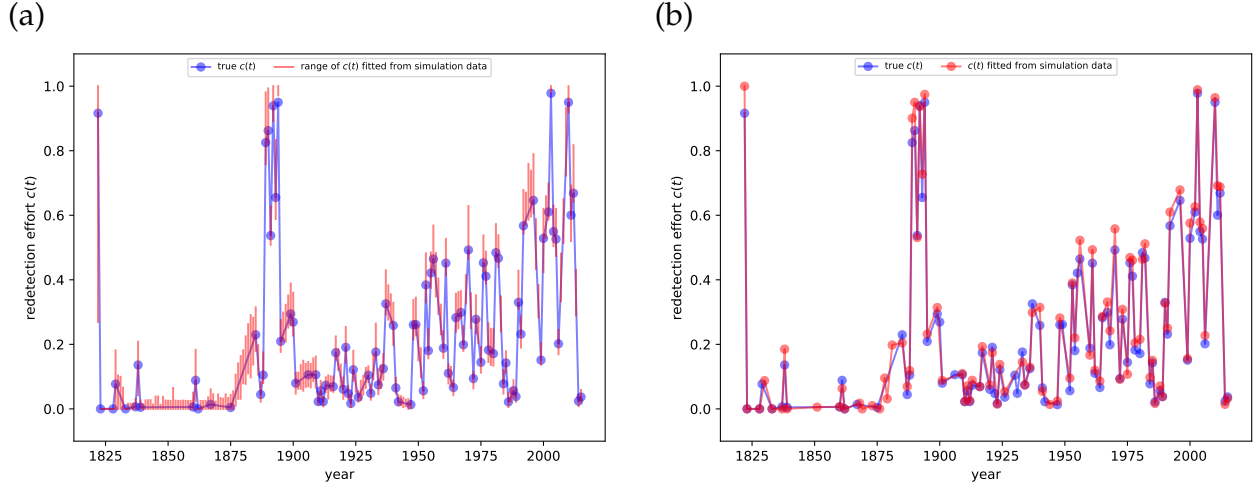 (a)
true c(t)
range of c(t) fitted from simulation data
redetection effort c(t)
1.0
0.8
0.6
0.4
0.2
0.0
1825 1850 1875 1900 1925 1950 1975 2000
year
(b)
true c(t)
c(t) fitted from simulation data
redetection effort c(t)
1.0
0.8
0.6
0.4
0.2
0.0
1825 1850 1875 1900 1925 1950 1975 2000
year